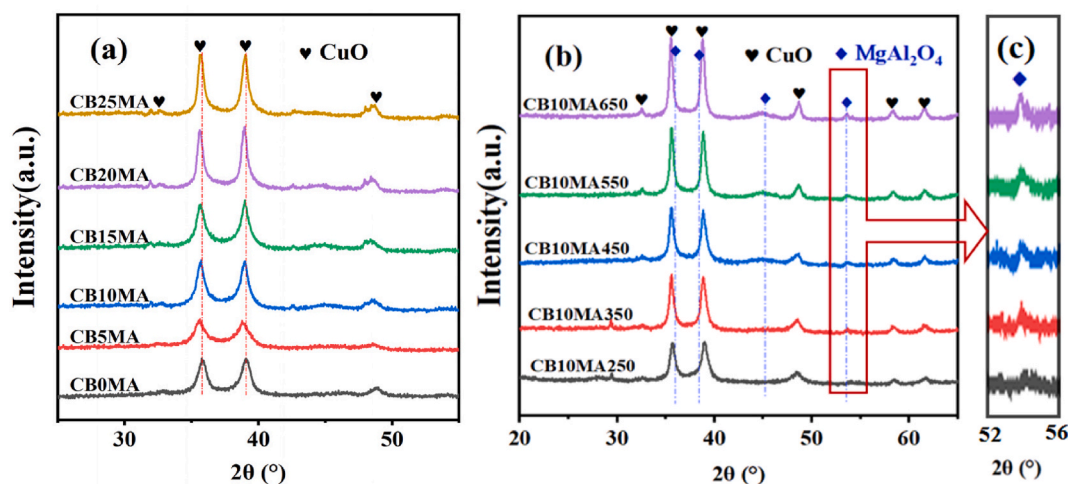 (a)
♥ CuO
CB25MA
CB20MA
CB15MA
CB10MA
CB5MA
CB0MA
Intensity(a.u.)
30 40 50
2θ (°)
(b)
♥ CuO ◆ MgAl₂O₄
CB10MA650
CB10MA550
CB10MA450
CB10MA350
CB10MA250
Intensity(a.u.)
20 30 40 50 60
2θ (°)
(c)
52 56
2θ (°)